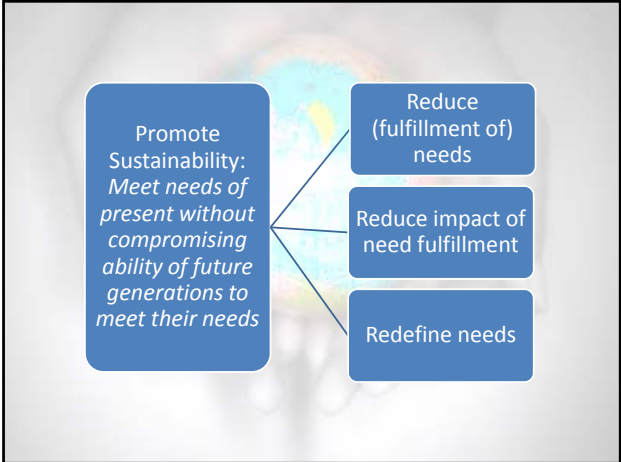 Promote
Sustainability:
Meet needs of
present without
compromising
ability of future
generations to
meet their needs
Reduce
(fulfillment of)
needs
Reduce impact of
need fulfillment
Redefine needs